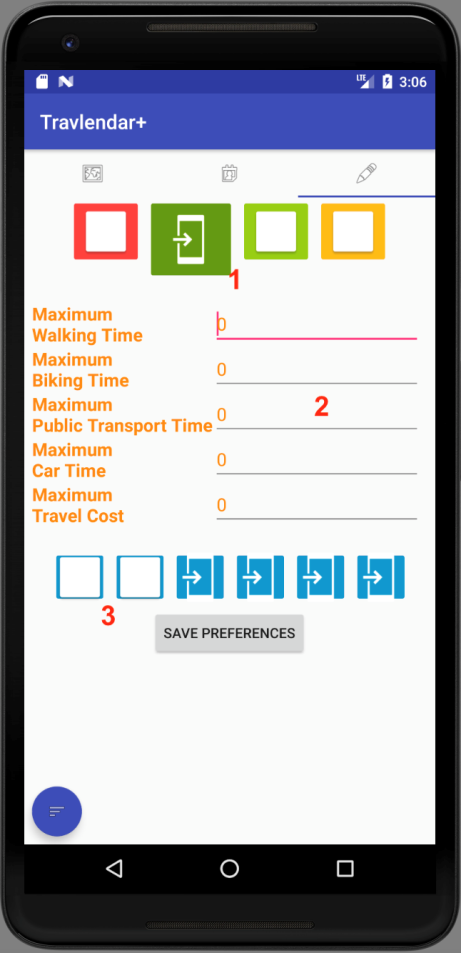 LTE 3:06
Travlendar+
1
Maximum
Walking Time 0
Maximum
Biking Time 0
Maximum
Public Transport Time 0
2
Maximum
Car Time 0
Maximum
Travel Cost 0
3
SAVE PREFERENCES